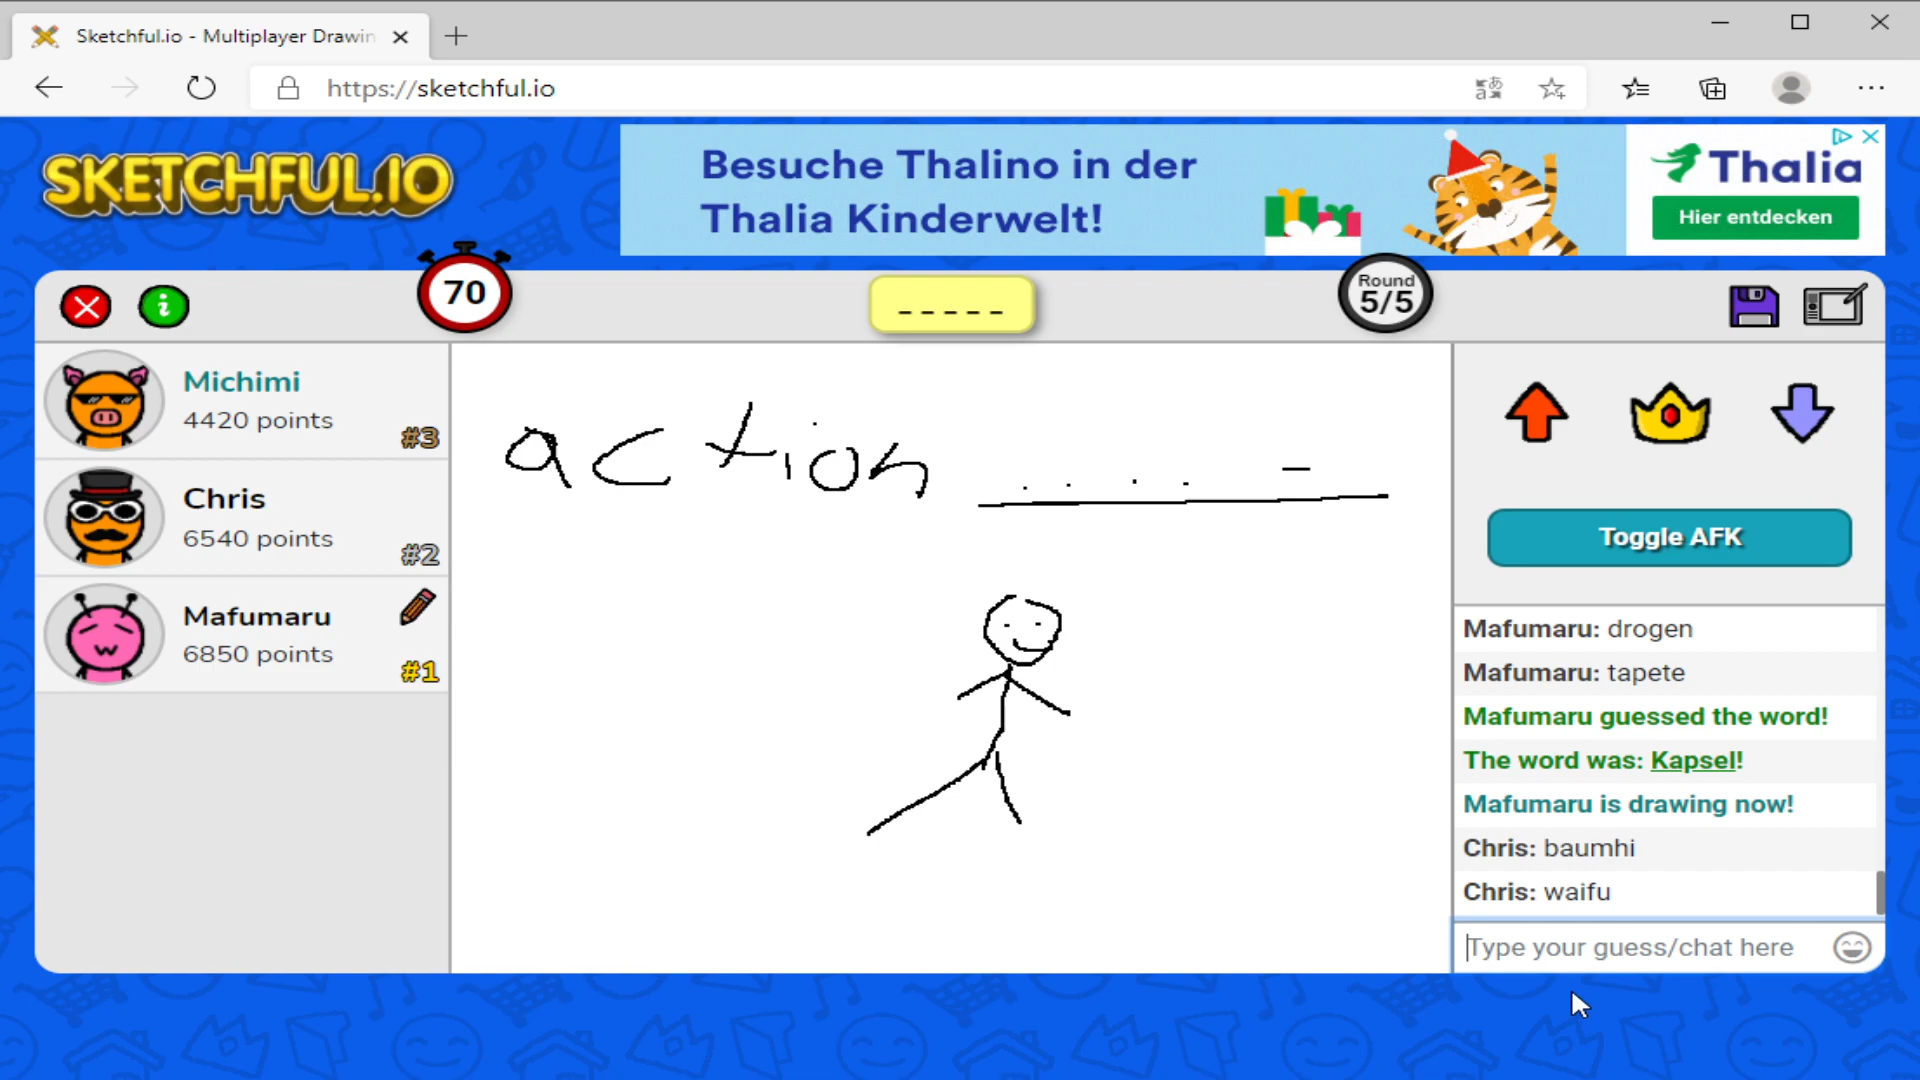 Sketchful.io - Multiplayer Drawin
https://sketchful.io
SKETCHFUL.IO
Besuche Thalino in der
Thalia Kinderwelt!
Thalia
Hier entdecken
70
_ _ _ _ _
Round
5/5
Michimi
4420 points
#3
Chris
6540 points
#2
Mafumaru
6850 points
#1
action
Toggle AFK
Mafumaru: drogen
Mafumaru: tapete
Mafumaru guessed the word!
The word was: Kapsel!
Mafumaru is drawing now!
Chris: baumhi
Chris: waifu
Type your guess/chat here